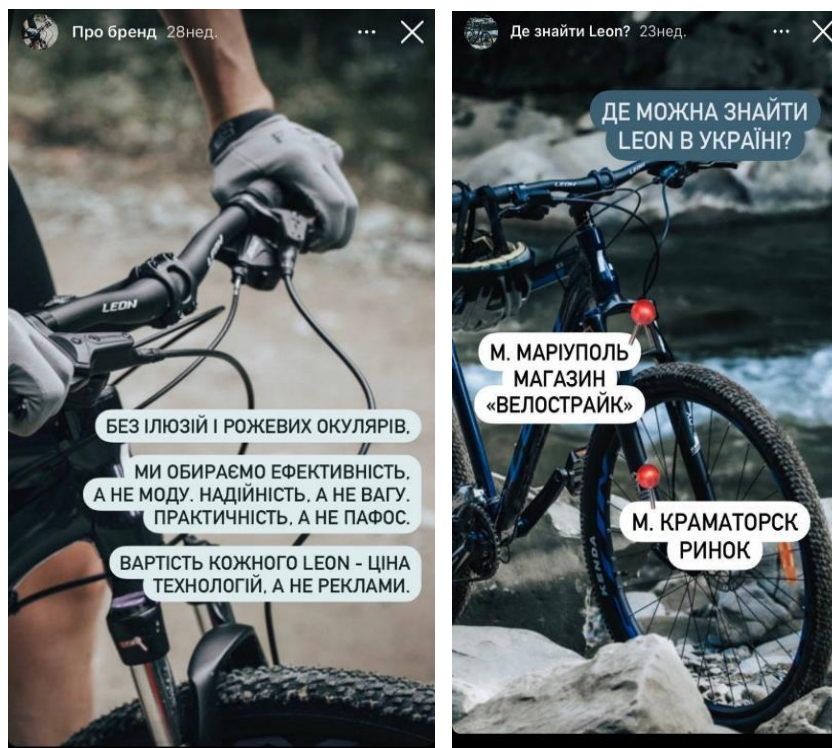 Про бренд 28нед.
LEON
БЕЗ ІЛЮЗІЙ І РОЖЕВИХ ОКУЛЯРІВ,
МИ ОБИРАЄМО ЕФЕКТИВНІСТЬ,
А НЕ МОДУ. НАДІЙНІСТЬ, А НЕ ВАГУ.
ПРАКТИЧНІСТЬ, А НЕ ПАФОС.
ВАРТІСТЬ КОЖНОГО LEON - ЦІНА
ТЕХНОЛОГІЙ, А НЕ РЕКЛАМИ.
Де знайти Leon? 23нед.
ДЕ МОЖНА ЗНАЙТИ
LEON В УКРАЇНІ?
LEON
М. МАРІУПОЛЬ
МАГАЗИН
«ВЕЛОСТРАЙК»
М. КРАМАТОРСК
РИНОК
KENDA